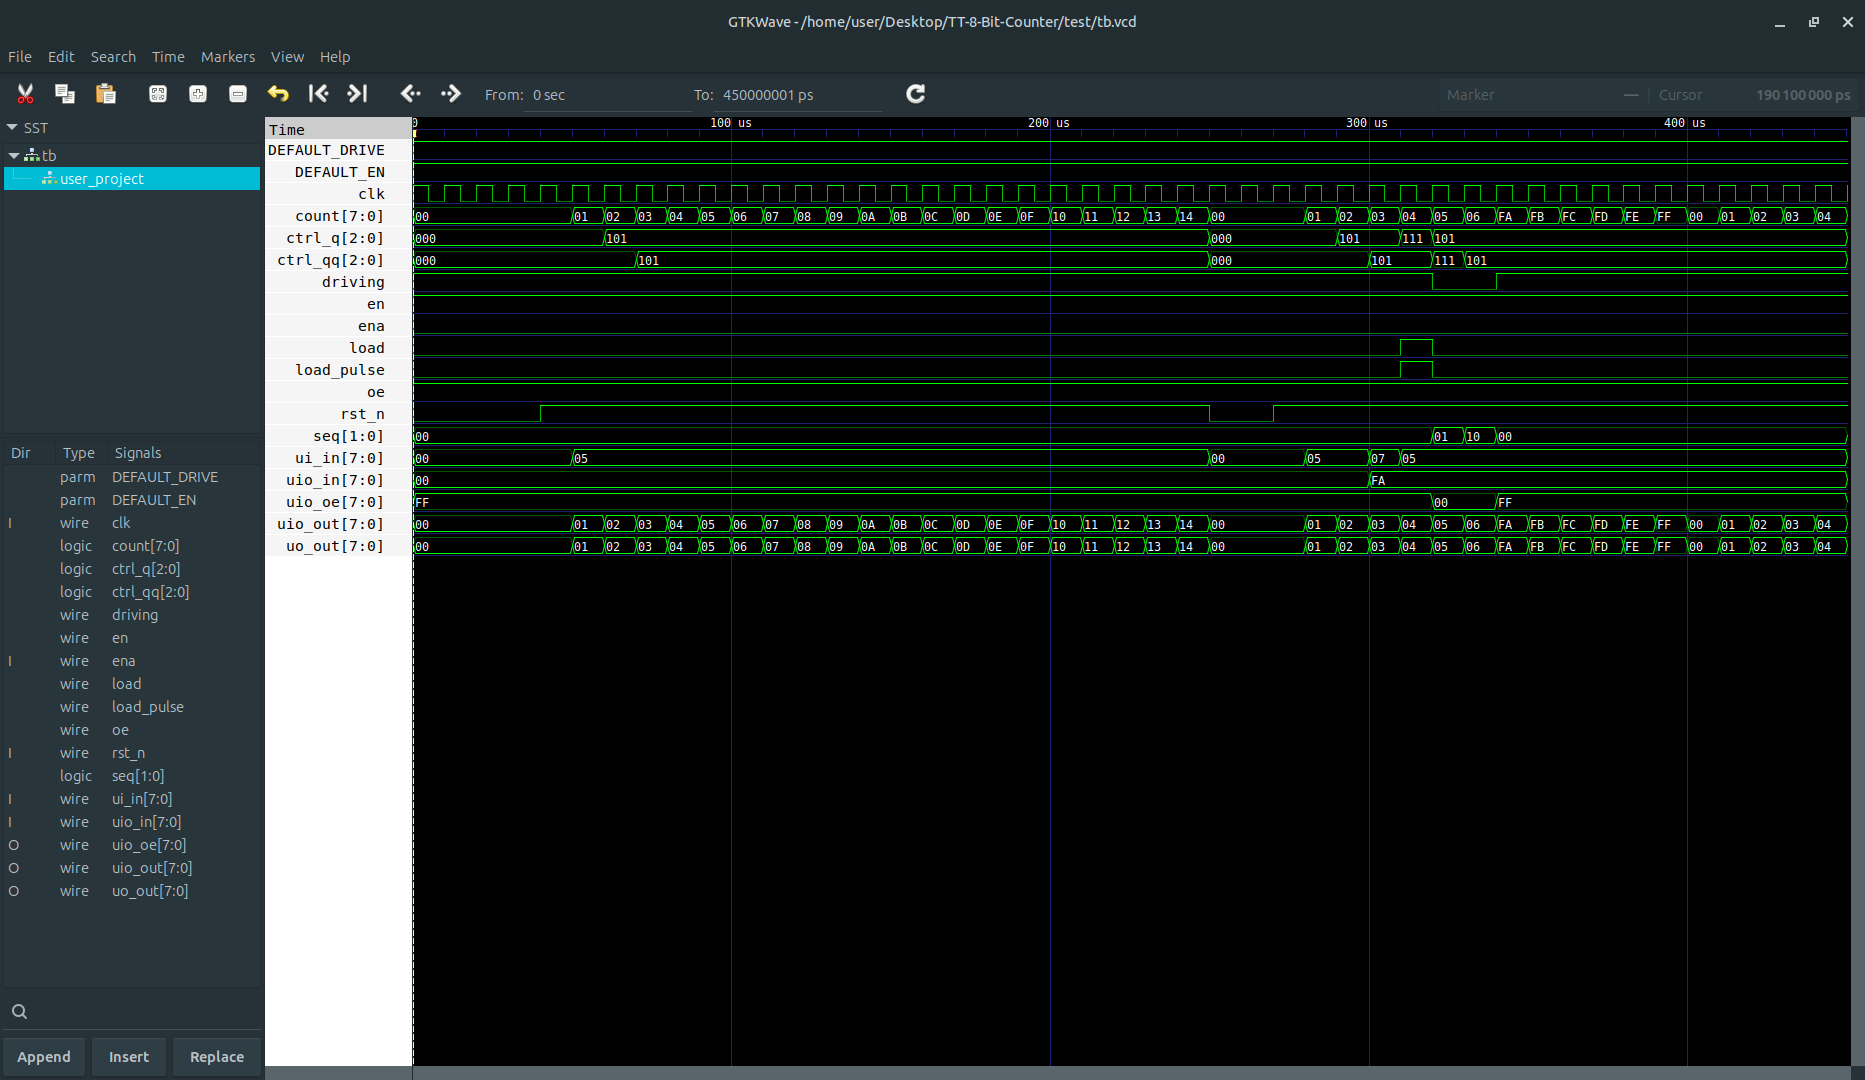 GTKWave - /home/user/Desktop/TT-8-Bit-Counter/test/tb.vcd
File Edit Search Time Markers View Help
From: 0 sec To: 450000001 ps Marker — | Cursor 190100000 ps
SST
tb
user_project
Dir Type Signals
parm DEFAULT_DRIVE
parm DEFAULT_EN
I wire clk
logic count[7:0]
logic ctrl_q[2:0]
logic ctrl_qq[2:0]
wire driving
wire en
I wire ena
wire load
wire load_pulse
wire oe
I wire rst_n
logic seq[1:0]
I wire ui_in[7:0]
I wire uio_in[7:0]
O wire uio_oe[7:0]
O wire uio_out[7:0]
O wire uo_out[7:0]
Append Insert Replace
Time 0 100 us 200 us 300 us 400 us
DEFAULT_DRIVE
DEFAULT_EN
clk
count[7:0] 00 01 02 03 04 05 06 07 08 09 0A 0B 0C 0D 0E 0F 10 11 12 13 14 00 01 02 03 04 05 06 FA FB FC FD FE FF 00 01 02 03 04
ctrl_q[2:0] 000 101 000 101 111 101
ctrl_qq[2:0] 000 101 000 101 111 101
driving
en
ena
load
load_pulse
oe
rst_n
seq[1:0] 00 01 10 00
ui_in[7:0] 00 05 00 05 07 05
uio_in[7:0] 00 FA
uio_oe[7:0] FF 00 FF
uio_out[7:0] 00 01 02 03 04 05 06 07 08 09 0A 0B 0C 0D 0E 0F 10 11 12 13 14 00 01 02 03 04 05 06 FA FB FC FD FE FF 00 01 02 03 04
uo_out[7:0] 00 01 02 03 04 05 06 07 08 09 0A 0B 0C 0D 0E 0F 10 11 12 13 14 00 01 02 03 04 05 06 FA FB FC FD FE FF 00 01 02 03 04